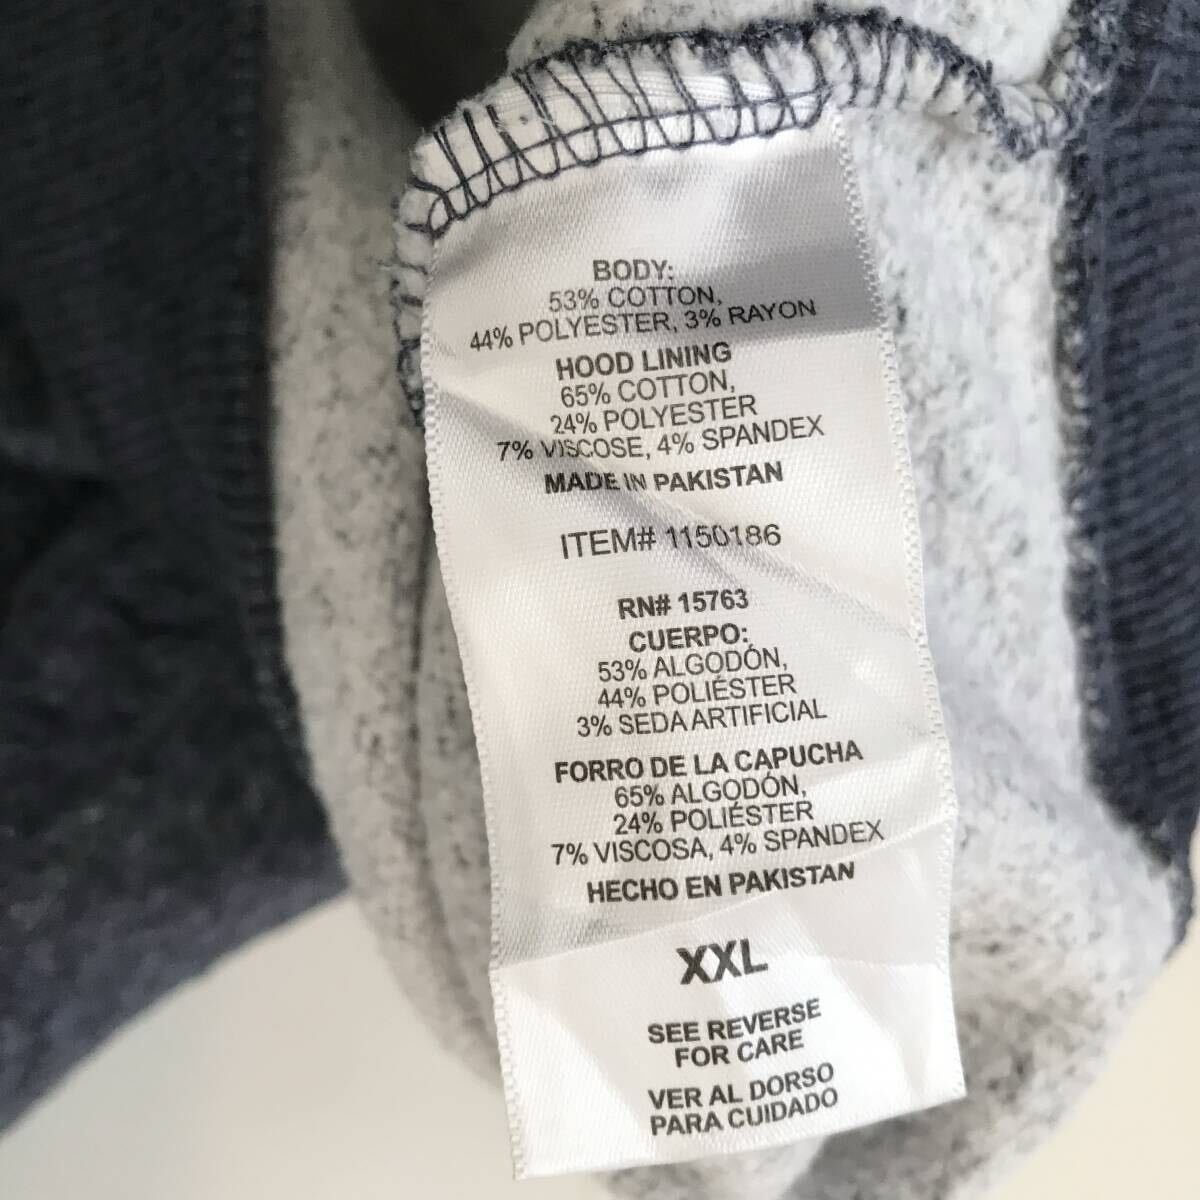 BODY:
53% COTTON,
44% POLYESTER, 3% RAYON
HOOD LINING
65% COTTON,
24% POLYESTER
7% VISCOSE, 4% SPANDEX
MADE IN PAKISTAN
ITEM# 1150186
RN# 15763
CUERPO:
53% ALGODÓN,
44% POLIÉSTER
3% SEDA ARTIFICIAL
FORRO DE LA CAPUCHA
65% ALGODÓN,
24% POLIÉSTER
7% VISCOSA, 4% SPANDEX
HECHO EN PAKISTAN
XXL
SEE REVERSE
FOR CARE
VER AL DORSO
PARA CUIDADO